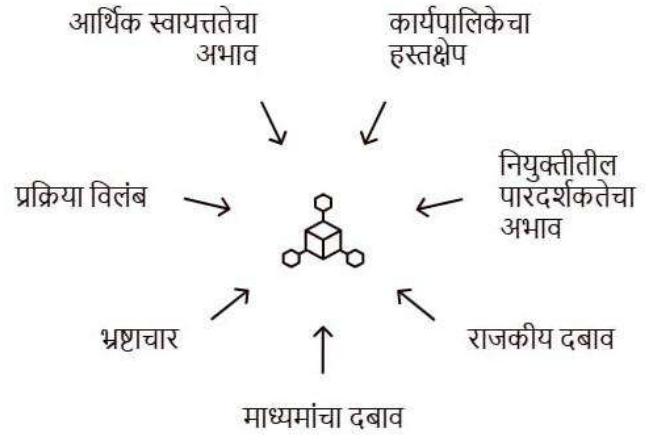 आर्थिक स्वायत्ततेचा
अभाव
कार्यपालिकेचा
हस्तक्षेप
प्रक्रिया विलंब
नियुक्तीतील
पारदर्शकतेचा
अभाव
भ्रष्टाचार
राजकीय दबाव
माध्यमांचा दबाव